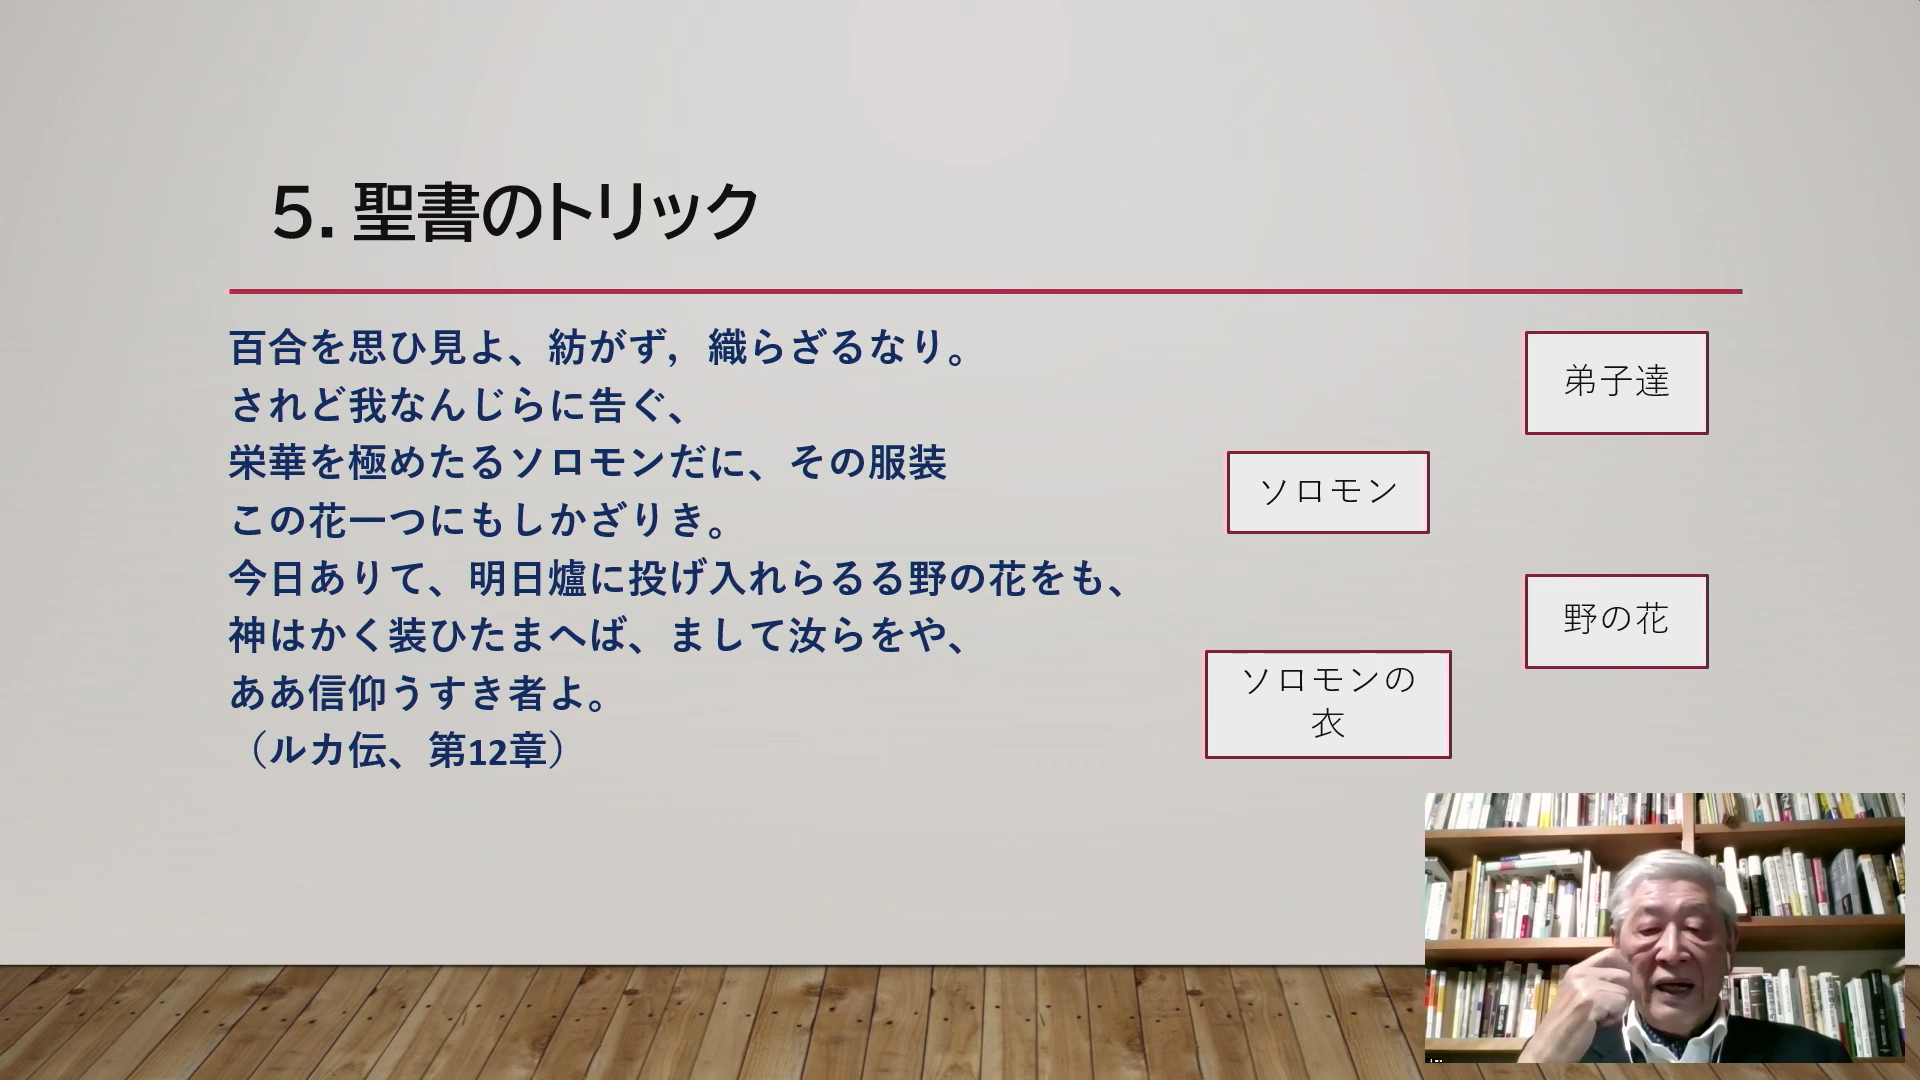 5. 聖書のトリック
百合を思ひ見よ、紡がず，織らざるなり。
されど我なんじらに告ぐ、
栄華を極めたるソロモンだに、その服装
この花一つにもしかざりき。
今日ありて、明日爐に投げ入れらるる野の花をも、
神はかく装ひたまへば、まして汝らをや、
ああ信仰うすき者よ。
（ルカ伝、第12章）
弟子達
ソロモン
野の花
ソロモンの
衣